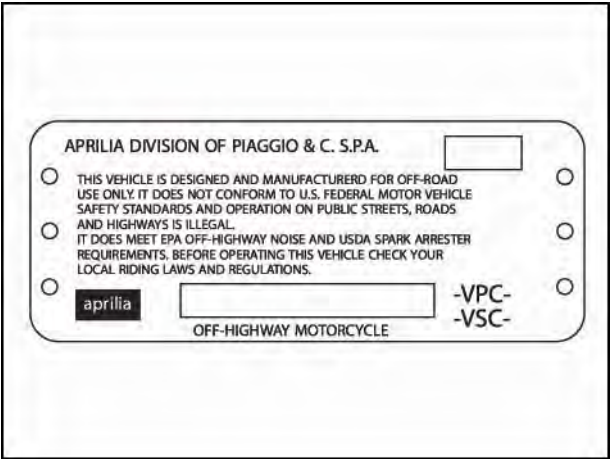 APRILIA DIVISION OF PIAGGIO & C. S.P.A.
THIS VEHICLE IS DESIGNED AND MANUFACTURERD FOR OFF-ROAD
USE ONLY. IT DOES NOT CONFORM TO U.S. FEDERAL MOTOR VEHICLE
SAFETY STANDARDS AND OPERATION ON PUBLIC STREETS, ROADS
AND HIGHWAYS IS ILLEGAL.
IT DOES MEET EPA OFF-HIGHWAY NOISE AND USDA SPARK ARRESTER
REQUIREMENTS. BEFORE OPERATING THIS VEHICLE CHECK YOUR
LOCAL RIDING LAWS AND REGULATIONS.
aprilia
-VPC-
-VSC-
OFF-HIGHWAY MOTORCYCLE